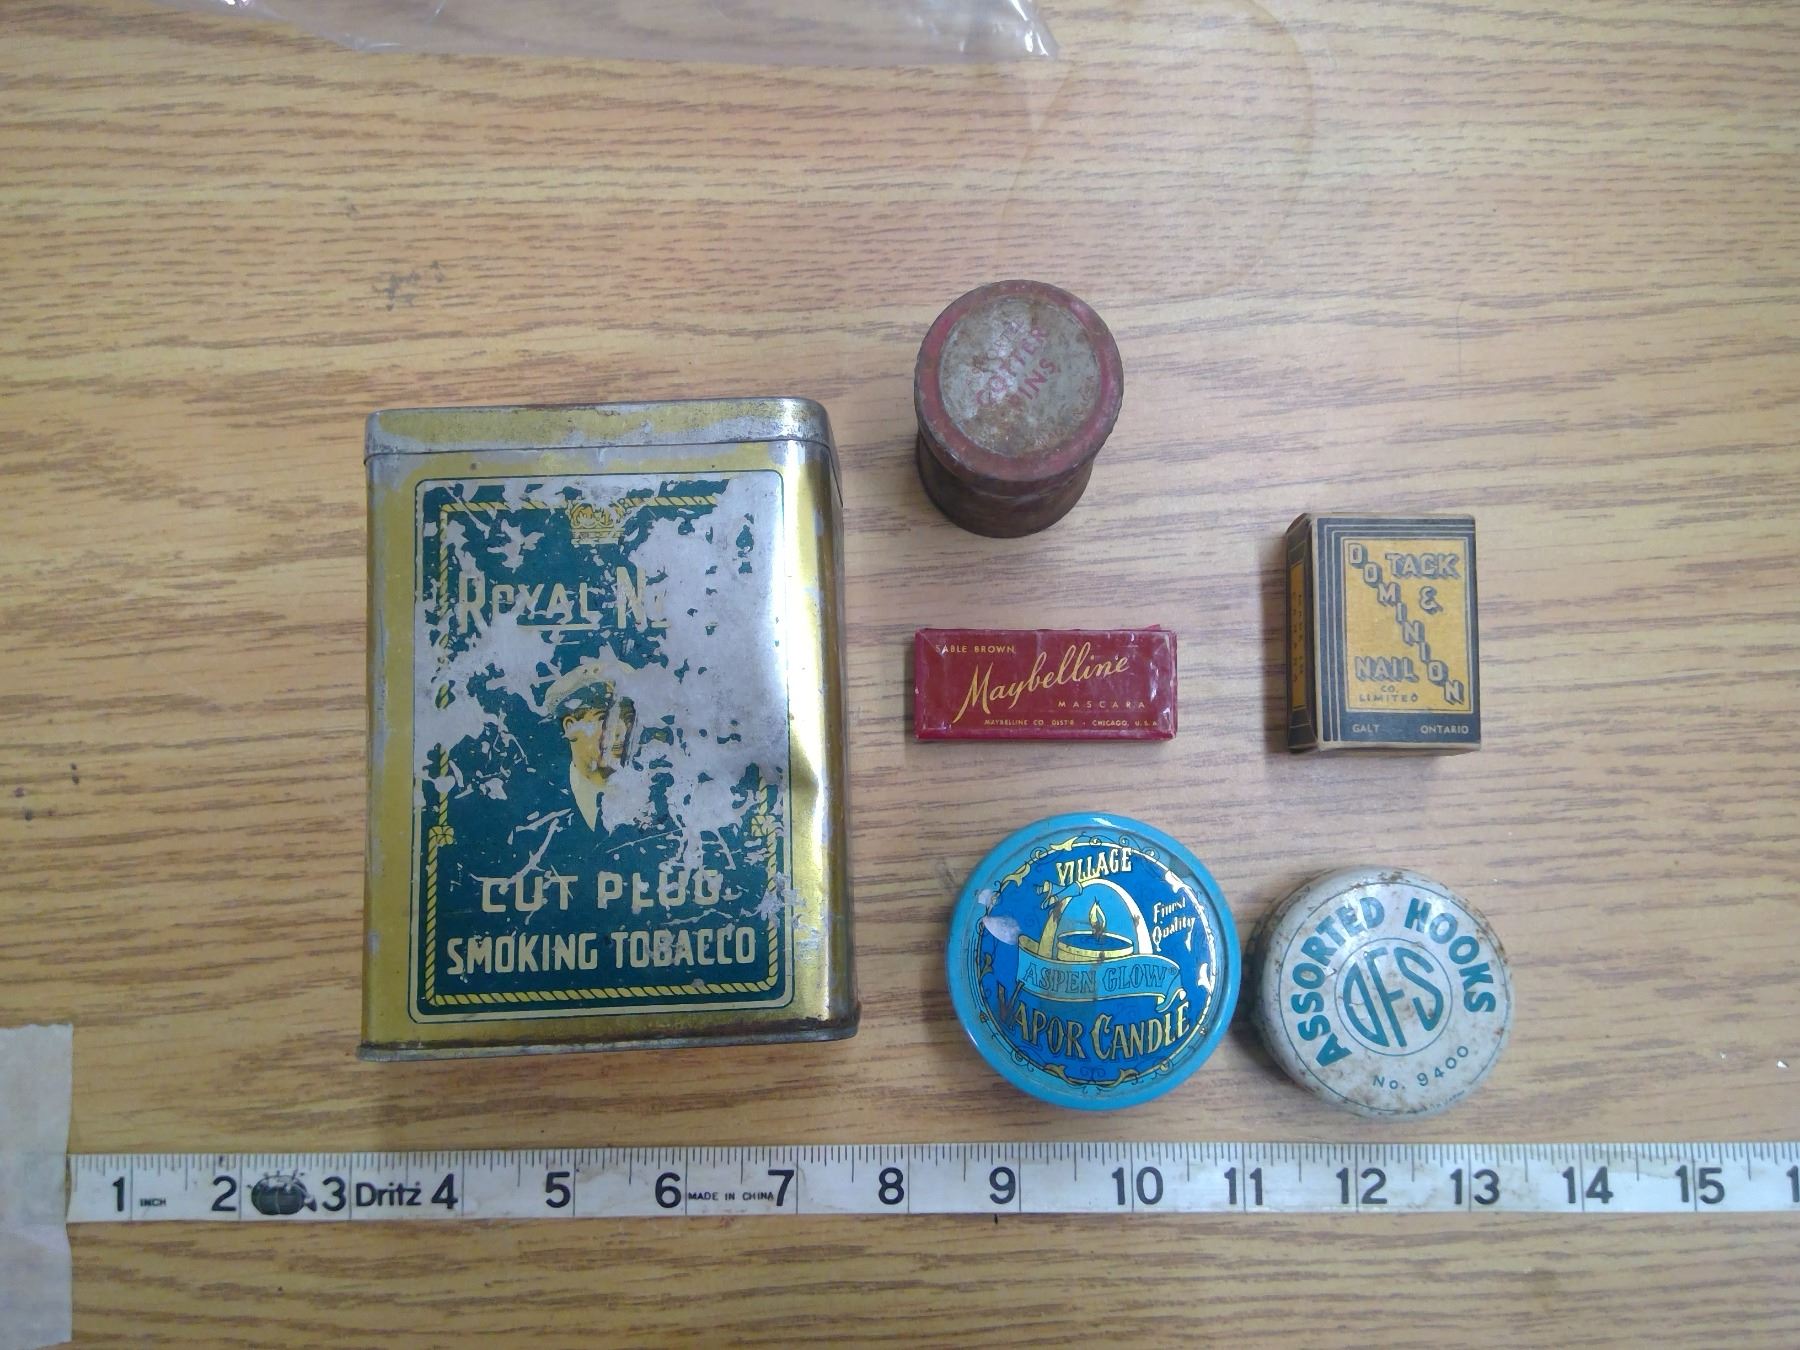 COTTER
PINS
ROYAL N
CUT PLUG
SMOKING TOBACCO
SABLE BROWN
Maybelline
MASCARA
MAYBELLINE CO. DIST'R · CHICAGO, U.S.A.
DOMINION
TACK
&
NAIL
CO.
LIMITED
GALT ONTARIO
VILLAGE
Finest
Quality
ASPEN GLOW®
VAPOR CANDLE
ASSORTED HOOKS
DFS
No. 9400
1 INCH 2 3 Dritz 4 5 6 MADE IN CHINA 7 8 9 10 11 12 13 14 15 1